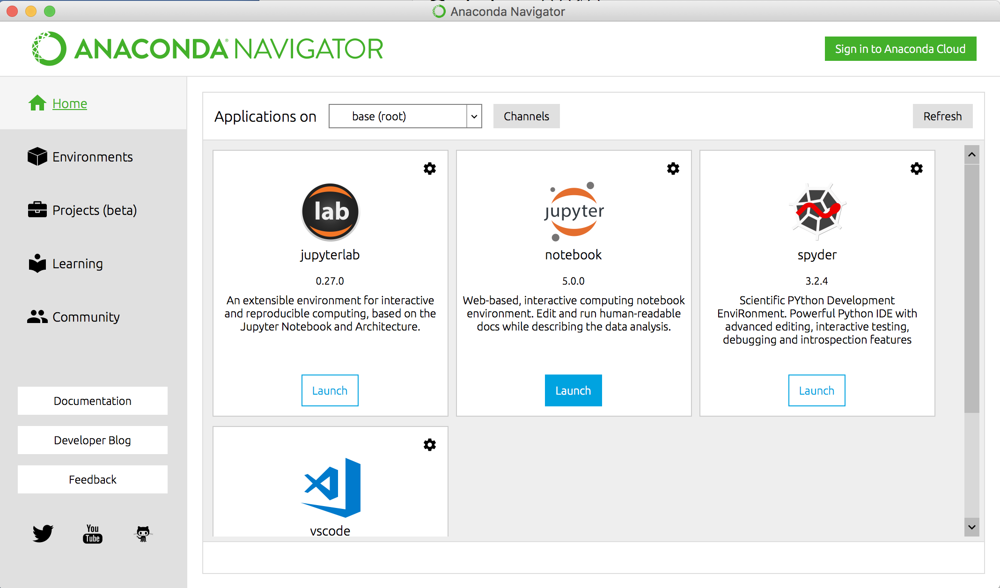 Anaconda Navigator
ANACONDA® NAVIGATOR
Sign in to Anaconda Cloud
Home
Environments
Projects (beta)
Learning
Community
Documentation
Developer Blog
Feedback
You
Tube
Applications on
base (root)
Channels
Refresh
lab
jupyterlab
0.27.0
An extensible environment for interactive
and reproducible computing, based on the
Jupyter Notebook and Architecture.
Launch
jupyter
notebook
5.0.0
Web-based, interactive computing notebook
environment. Edit and run human-readable
docs while describing the data analysis.
Launch
spyder
3.2.4
Scientific PYthon Development
EnviRonment. Powerful Python IDE with
advanced editing, interactive testing,
debugging and introspection features
Launch
vscode